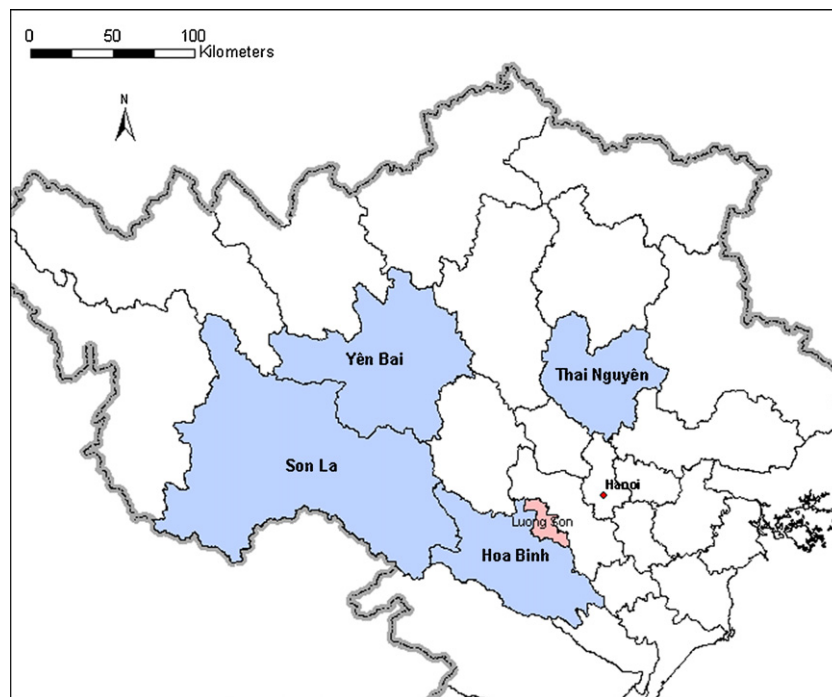 0 50 100
Kilometers
N
Yên Bai
Thai Nguyên
Son La
Hanoi
Luong Son
Hoa Binh